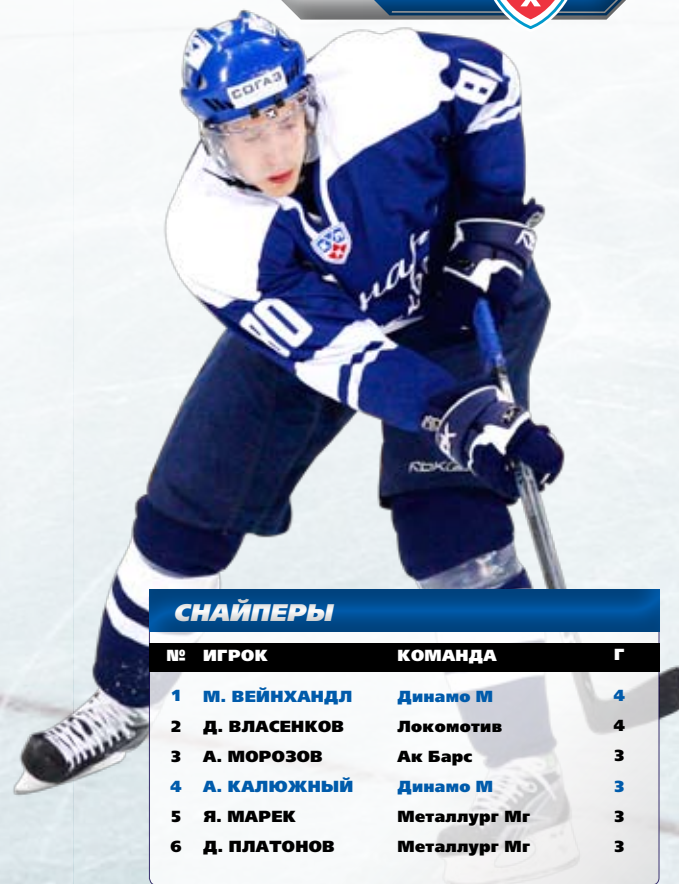 СОГАЗ
80
СНАЙПЕРЫ
№ ИГРОК КОМАНДА Г
1 М. ВЕЙНХАНДЛ Динамо М 4
2 Д. ВЛАСЕНКОВ Локомотив 4
3 А. МОРОЗОВ Ак Барс 3
4 А. КАЛЮЖНЫЙ Динамо М 3
5 Я. МАРЕК Металлург Мг 3
6 Д. ПЛАТОНОВ Металлург Мг 3